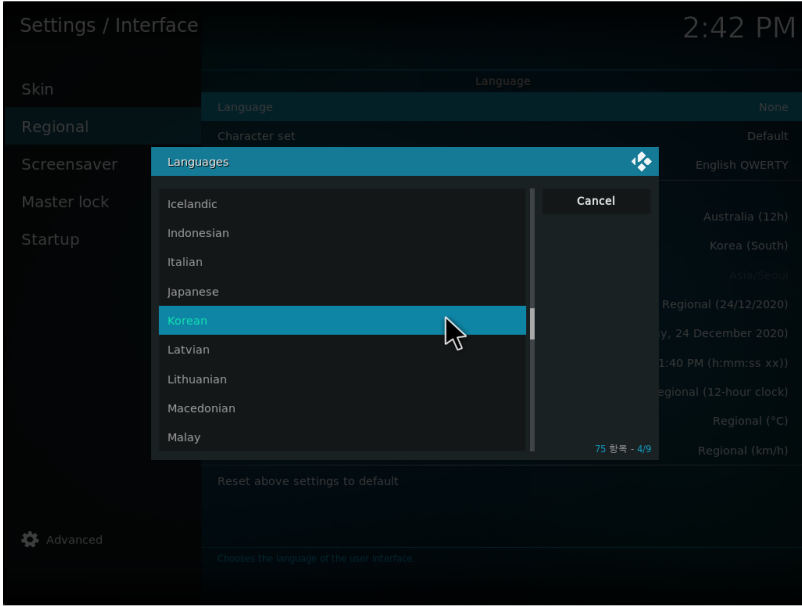 Settings / Interface
2:42 PM
Skin
Regional
Screensaver
Master lock
Startup
Advanced
Language
Language None
Character set Default
English QWERTY
Australia (12h)
Korea (South)
Asia/Seoul
Regional (24/12/2020)
y, 24 December 2020)
1:40 PM (h:mm:ss xx))
egional (12-hour clock)
Regional (°C)
Regional (km/h)
Languages
Icelandic
Indonesian
Italian
Japanese
Korean
Latvian
Lithuanian
Macedonian
Malay
Cancel
75 항목 - 4/9
Reset above settings to default
Chooses the language of the user interface.